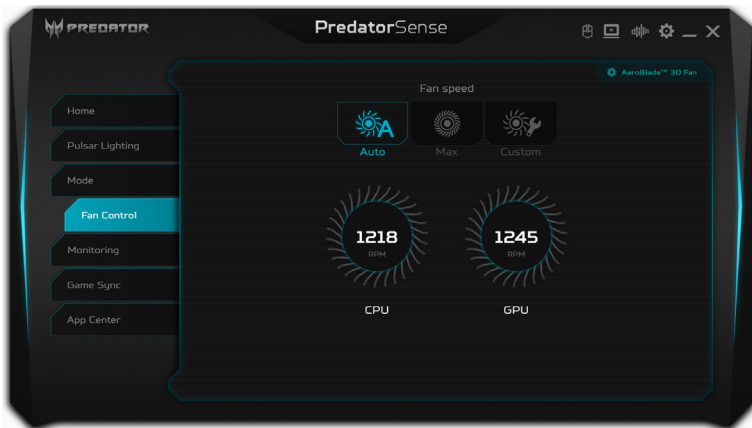 PREDATOR
PredatorSense
AeroBlade™ 3D Fan
Fan speed
Home
Pulsar Lighting
Mode
Fan Control
Monitoring
Game Sync
App Center
Auto
Max
Custom
1218
RPM
1245
RPM
CPU
GPU